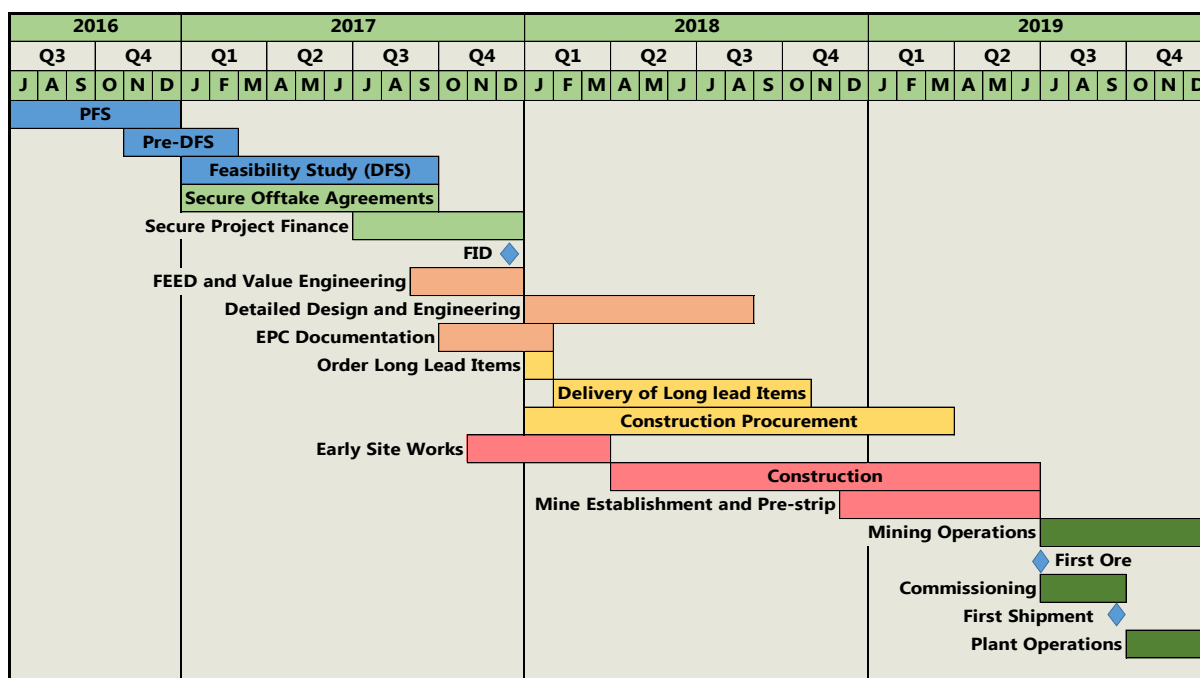 2016 2017 2018 2019
Q3 Q4 Q1 Q2 Q3 Q4 Q1 Q2 Q3 Q4 Q1 Q2 Q3 Q4
J A S O N D J F M A M J J A S O N D J F M A M J J A S O N D J F M A M J J A S O N D
PFS
Pre-DFS
Feasibility Study (DFS)
Secure Offtake Agreements
Secure Project Finance
FID
FEED and Value Engineering
Detailed Design and Engineering
EPC Documentation
Order Long Lead Items
Delivery of Long lead Items
Construction Procurement
Early Site Works
Construction
Mine Establishment and Pre-strip
Mining Operations
First Ore
Commissioning
First Shipment
Plant Operations